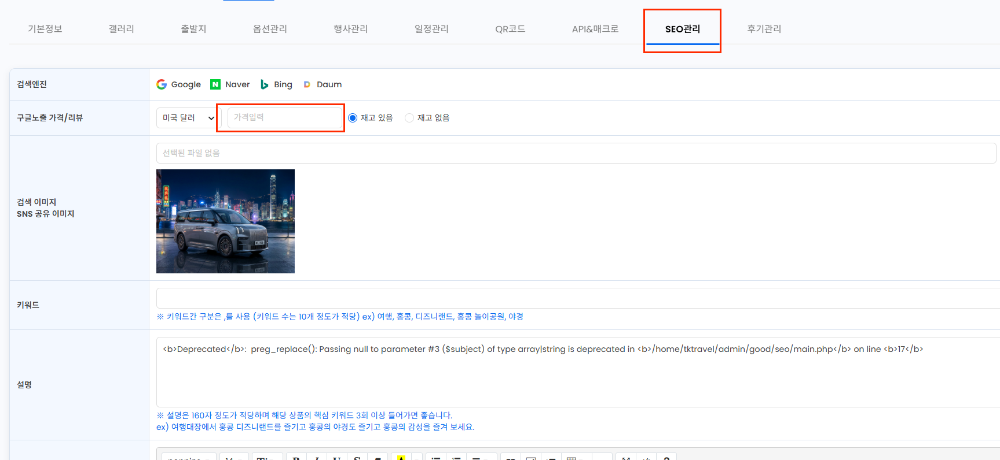 기본정보 갤러리 출발지 옵션관리 행사관리 일정관리 QR코드 API&매크로 SEO관리 후기관리
검색엔진 Google Naver Bing Daum
구글노출 가격/리뷰 미국 달러 가격입력 재고 있음 재고 없음
선택된 파일 없음
검색 이미지
SNS 공유 이미지
키워드
※ 키워드간 구분은 ,를 사용 (키워드 수는 10개 정도가 적당) ex) 여행, 홍콩, 디즈니랜드, 홍콩 놀이공원, 야경
<b>Deprecated</b>: preg_replace(): Passing null to parameter #3 ($subject) of type array|string is deprecated in <b>/home/tktravel/admin/good/seo/main.php</b> on line <b>17</b>
설명
※ 설명은 160자 정도가 적당하며 해당 상품의 핵심 키워드 3회 이상 들어가면 좋습니다.
ex) 여행대장에서 홍콩 디즈니랜드를 즐기고 홍콩의 야경도 즐기고 홍콩의 감성을 즐겨 보세요.